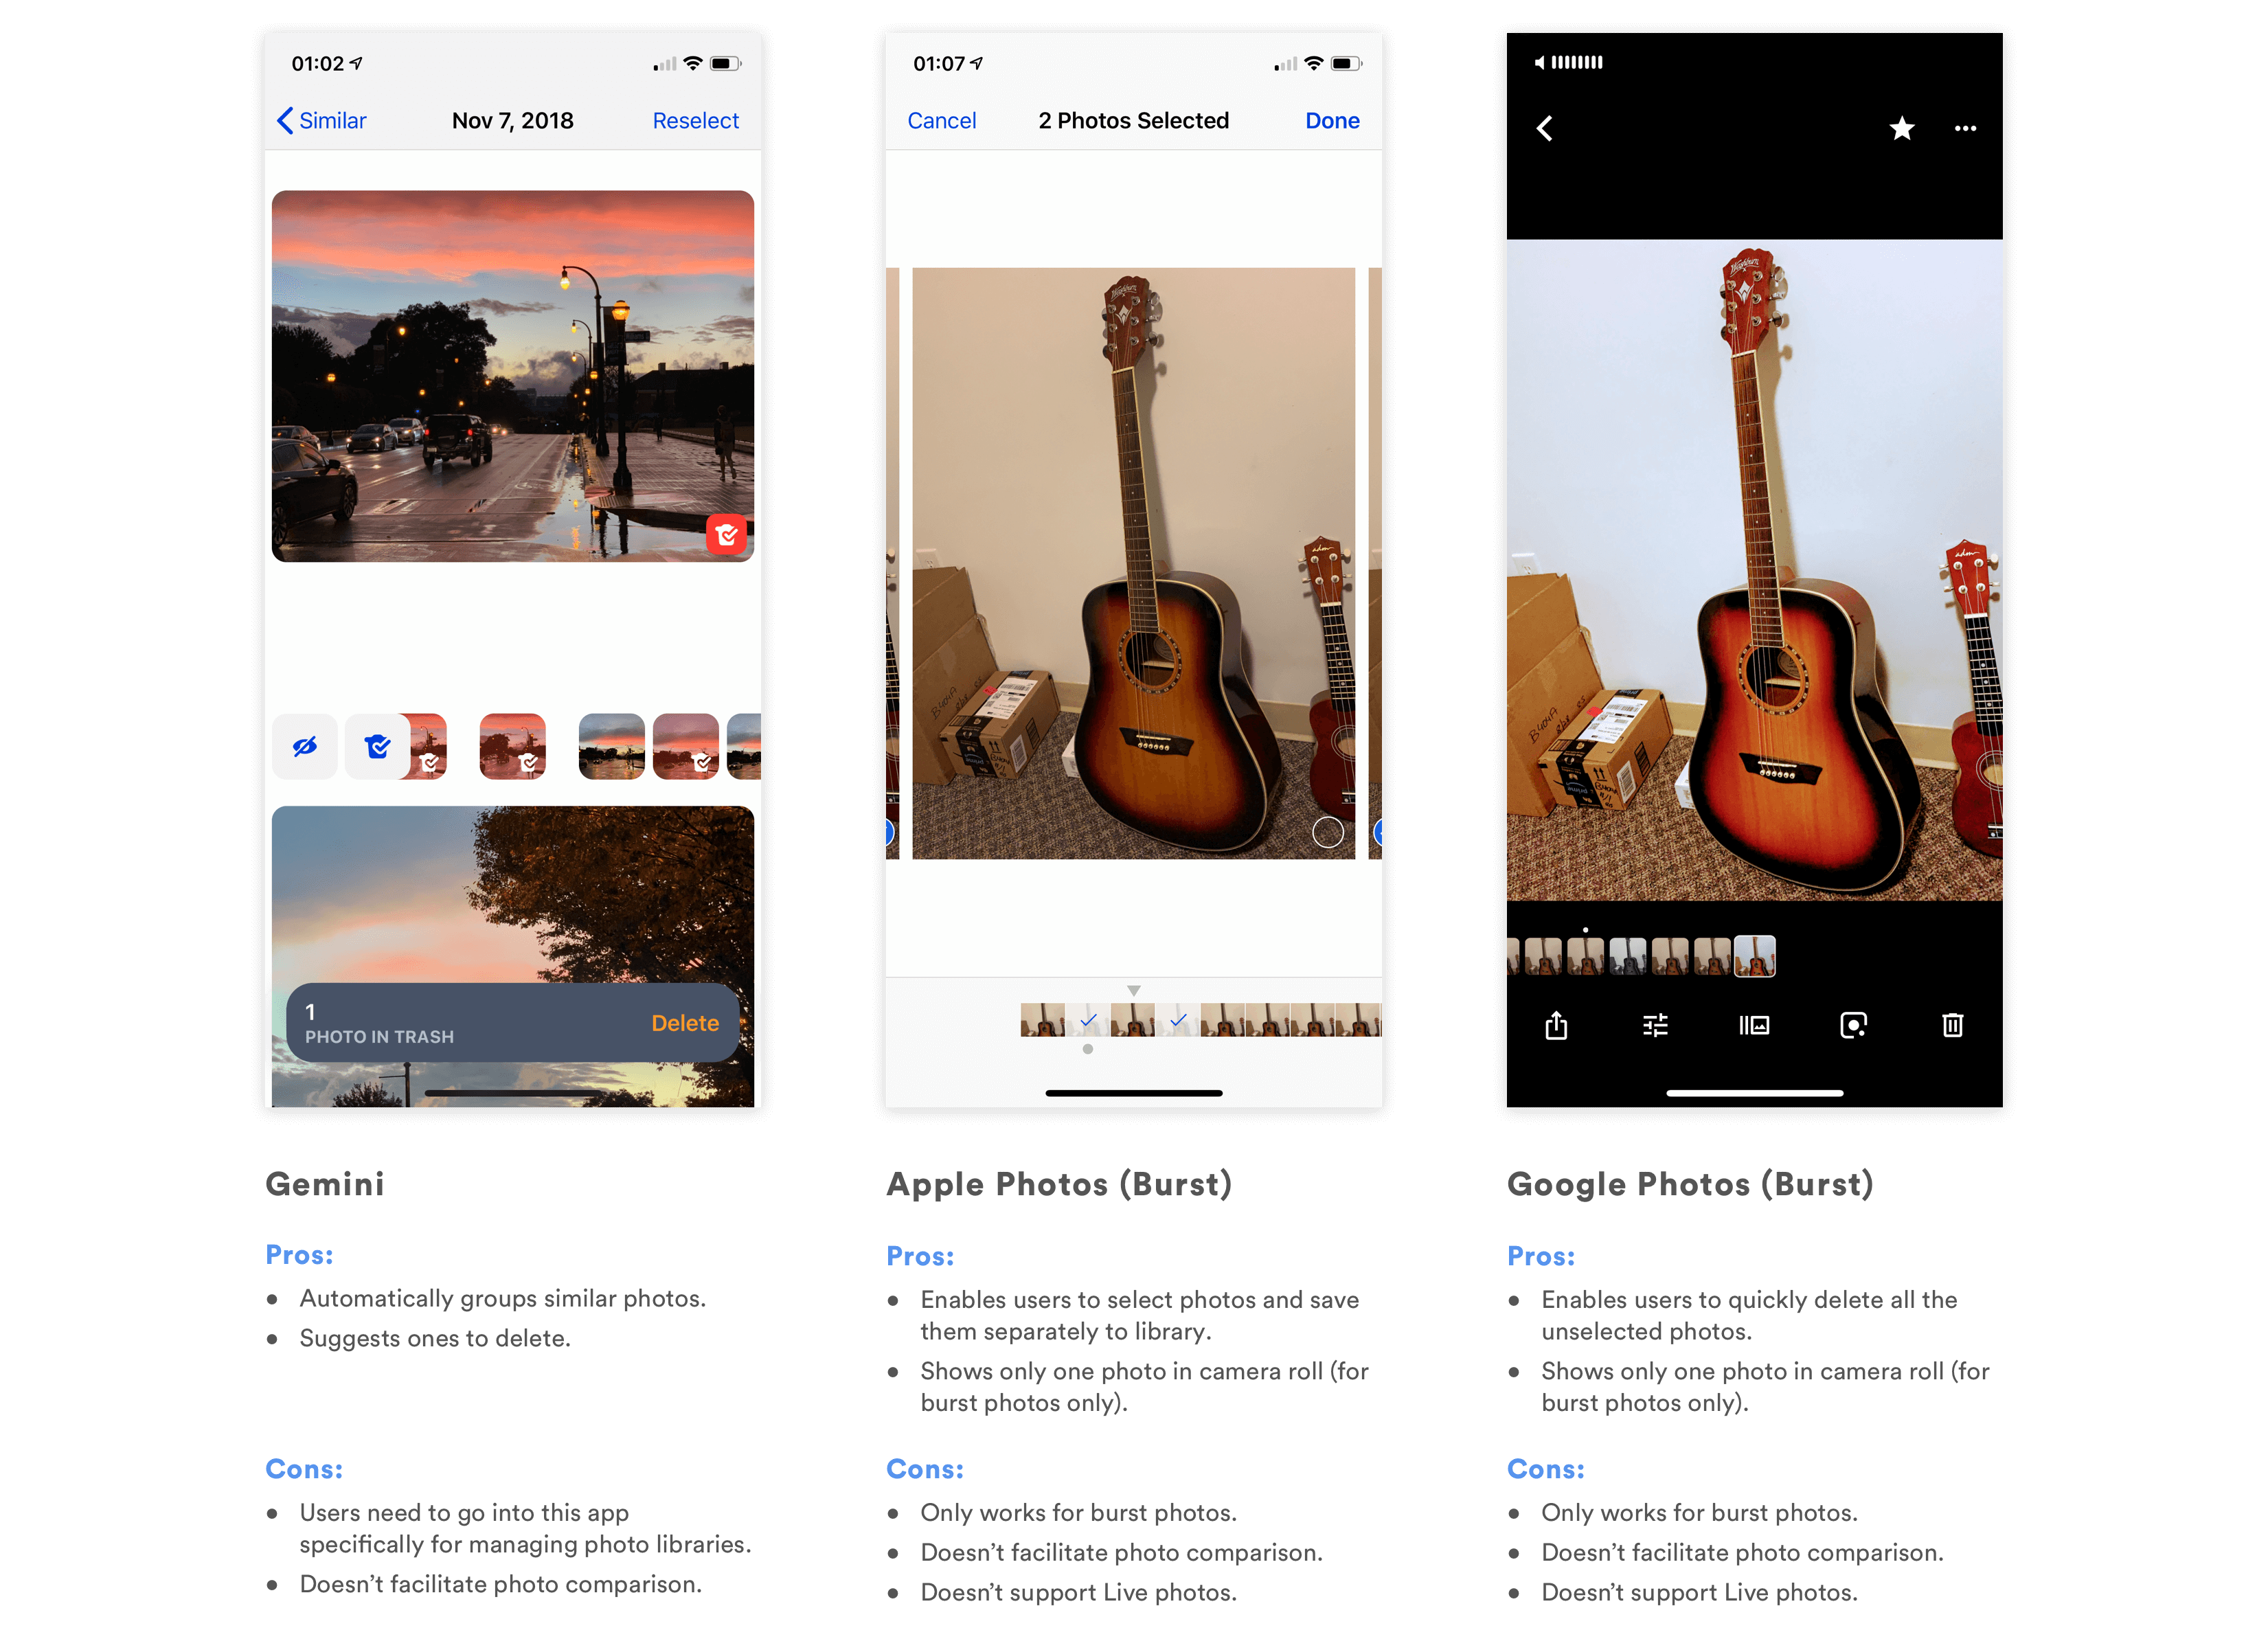 01:02
Similar
Nov 7, 2018
Reselect
1
PHOTO IN TRASH
Delete
Gemini
Pros:
Automatically groups similar photos.
Suggests ones to delete.
Cons:
Users need to go into this app
specifically for managing photo libraries.
Doesn’t facilitate photo comparison.
01:07
Cancel
2 Photos Selected
Done
Washburn
Apple Photos (Burst)
Pros:
Enables users to select photos and save
them separately to library.
Shows only one photo in camera roll (for
burst photos only).
Cons:
Only works for burst photos.
Doesn’t facilitate photo comparison.
Doesn’t support Live photos.
Washburn
adm
prime
Google Photos (Burst)
Pros:
Enables users to quickly delete all the
unselected photos.
Shows only one photo in camera roll (for
burst photos only).
Cons:
Only works for burst photos.
Doesn’t facilitate photo comparison.
Doesn’t support Live photos.